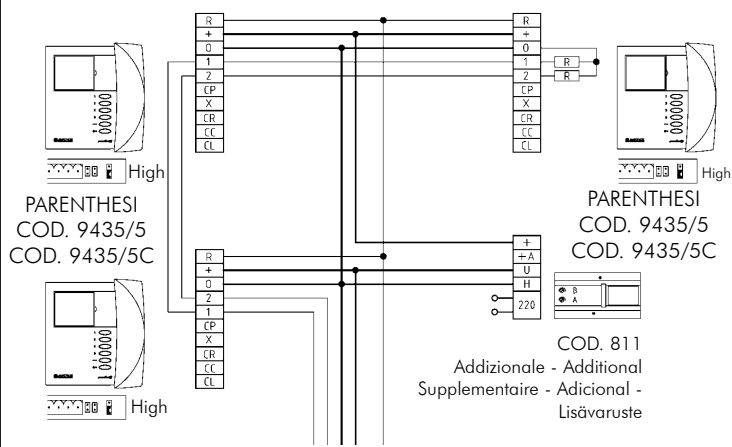 R
+
0
1
2
CP
X
CR
CC
CL
R
+
0
1
2
CP
X
CR
CC
CL
R
R
High
PARENTHESI
COD. 9435/5
COD. 9435/5C
High
PARENTHESI
COD. 9435/5
COD. 9435/5C
R
+
0
2
1
CP
X
CR
CC
CL
High
+
+A
U
H
220
B
A
COD. 811
Addizionale - Additional
Supplementaire - Adicional -
Lisävaruste